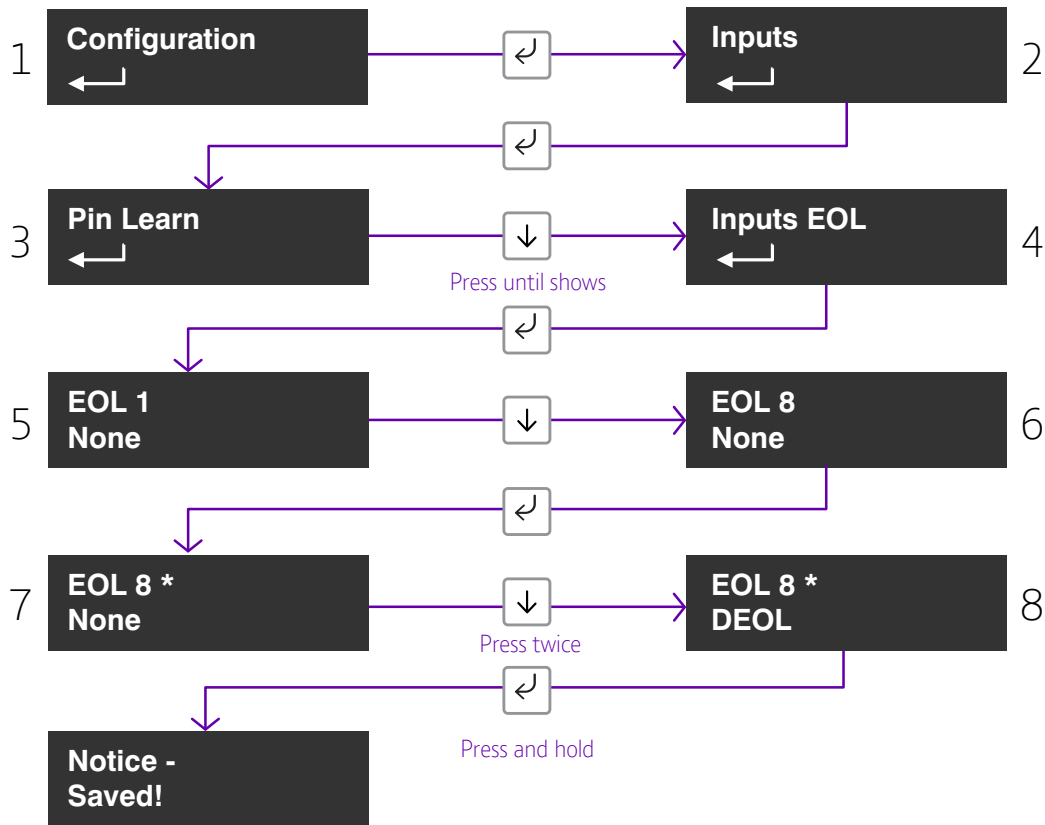 1
Configuration
Inputs
2
3
Pin Learn
Inputs EOL
4
Press until shows
5
EOL 1
None
EOL 8
None
6
7
EOL 8 *
None
EOL 8 *
DEOL
8
Press twice
Press and hold
Notice -
Saved!